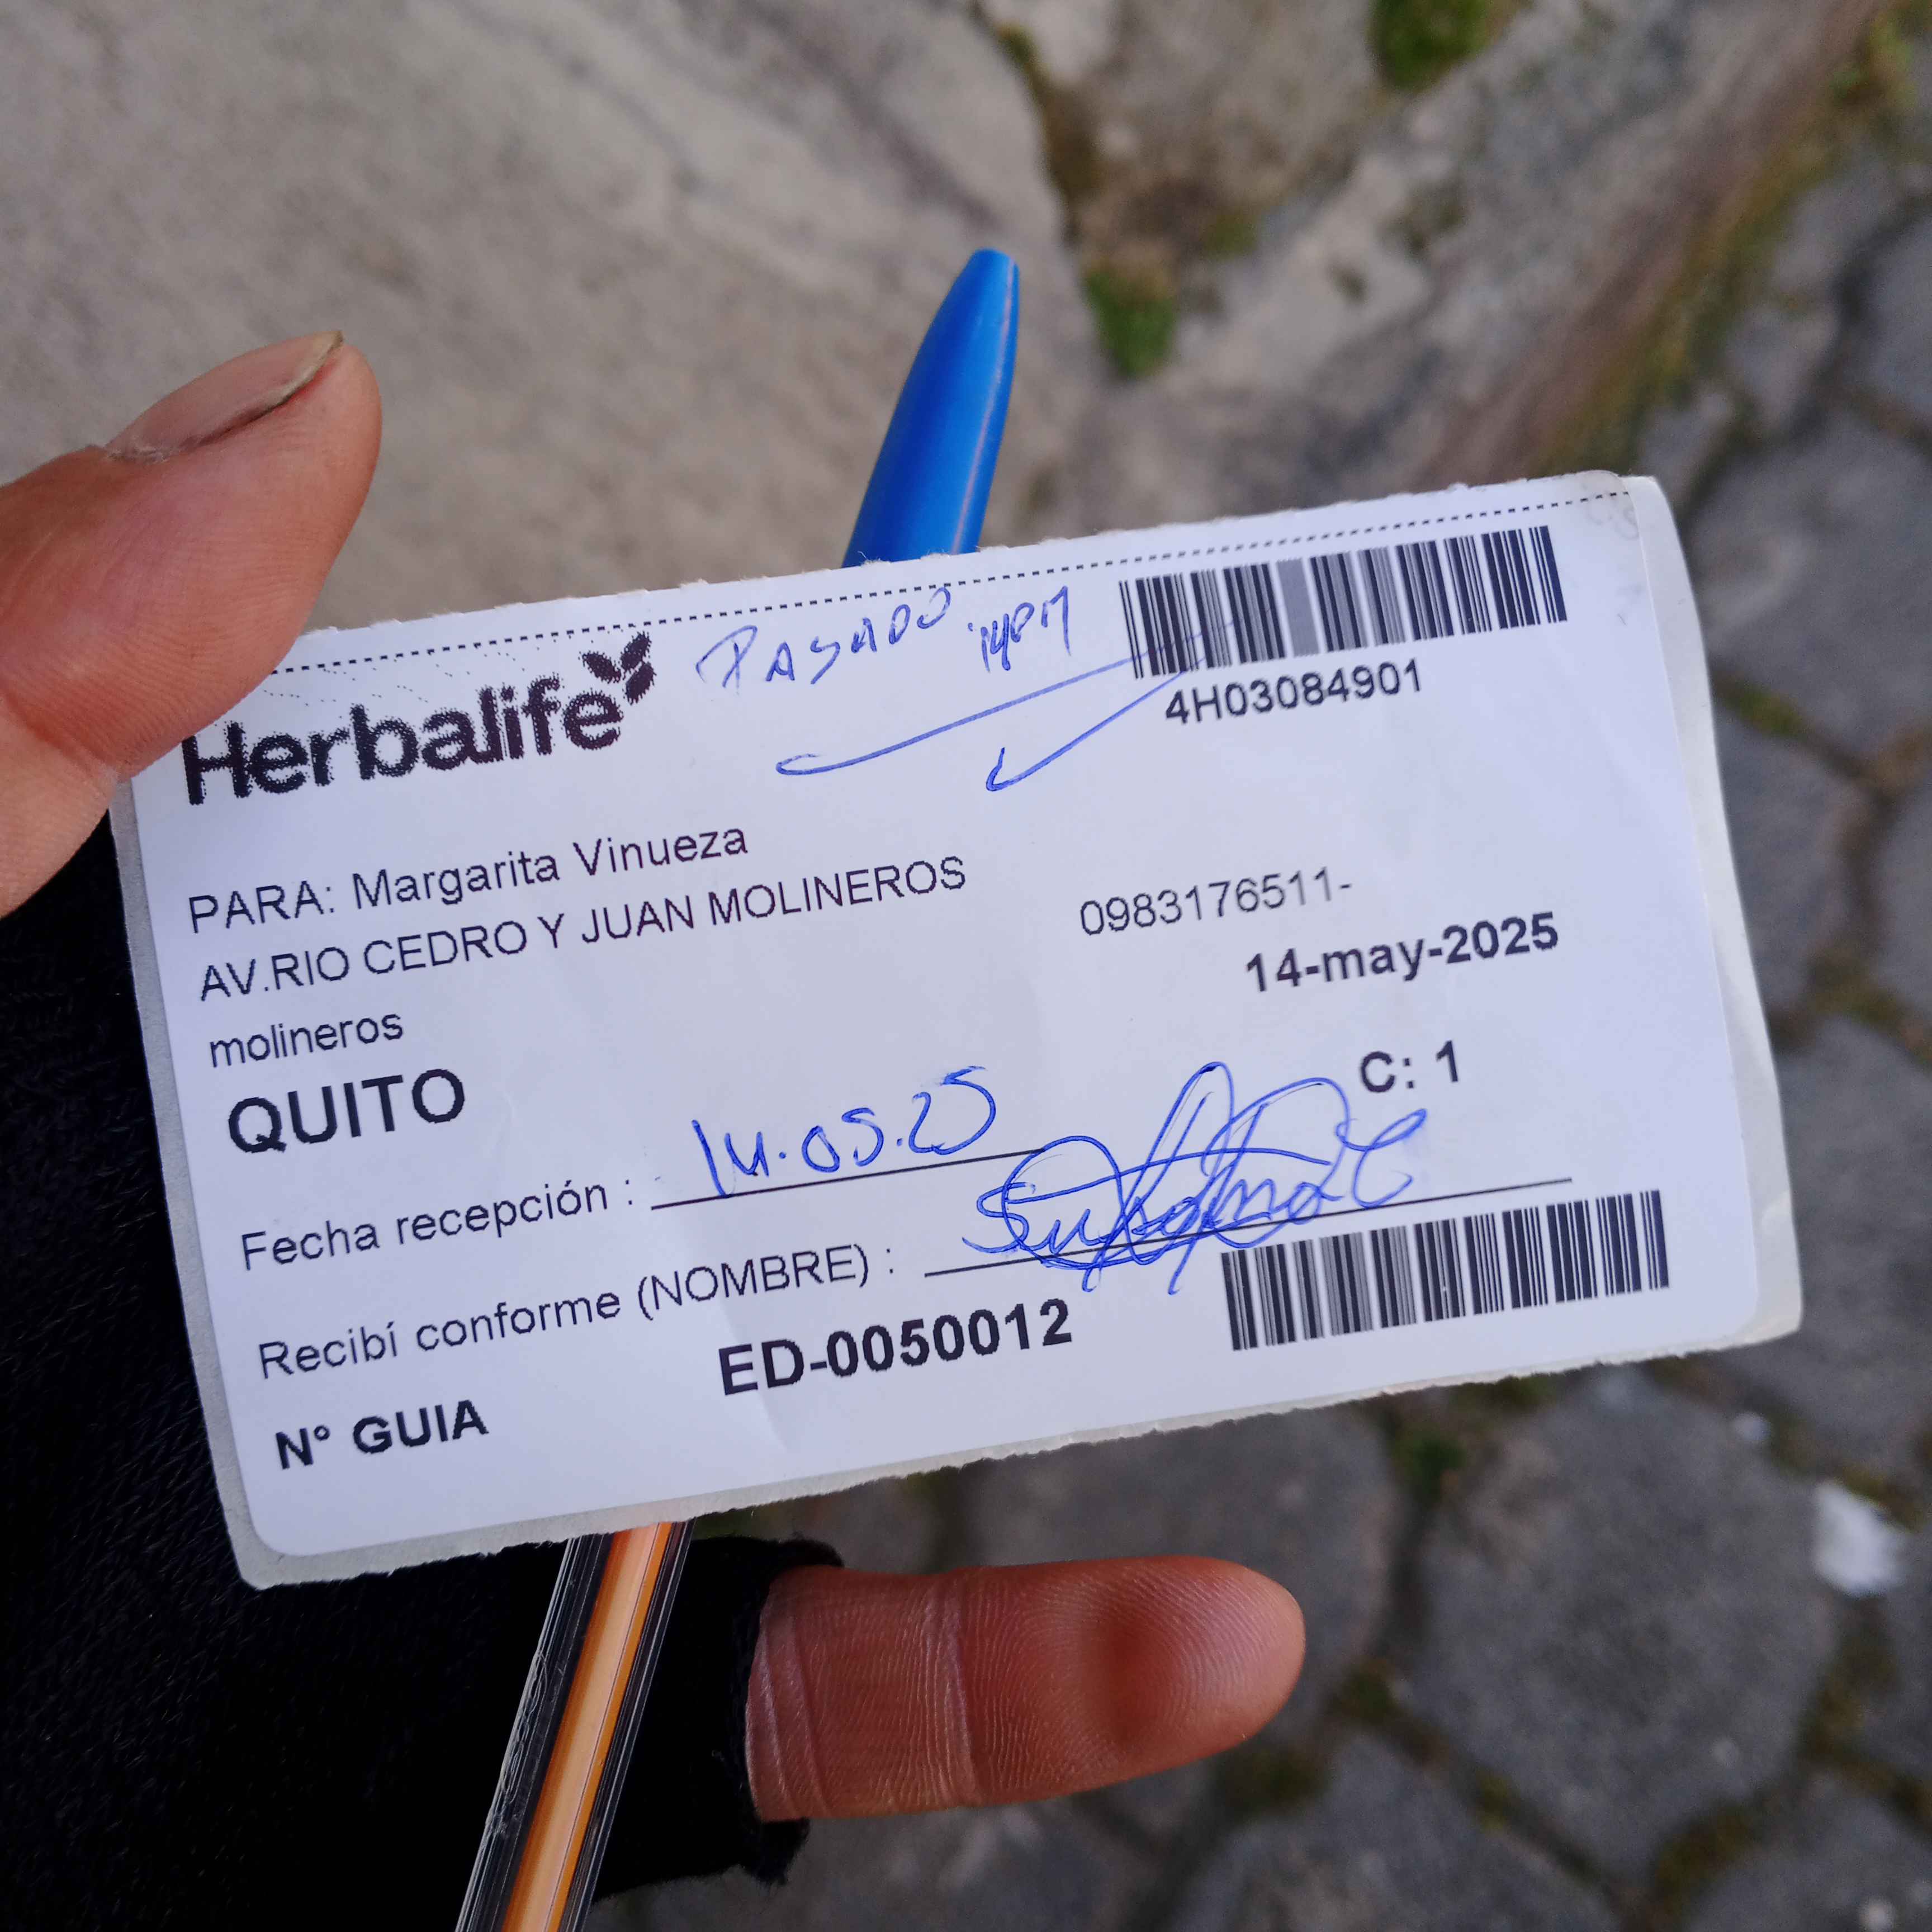 Herbalife
PASADO
4H03084901
PARA: Margarita Vinueza
AV.RIO CEDRO Y JUAN MOLINEROS
0983176511-
molineros
14-may-2025
QUITO
C: 1
Fecha recepción : 14.05.25
Recibí conforme (NOMBRE) :
N° GUIA ED-0050012